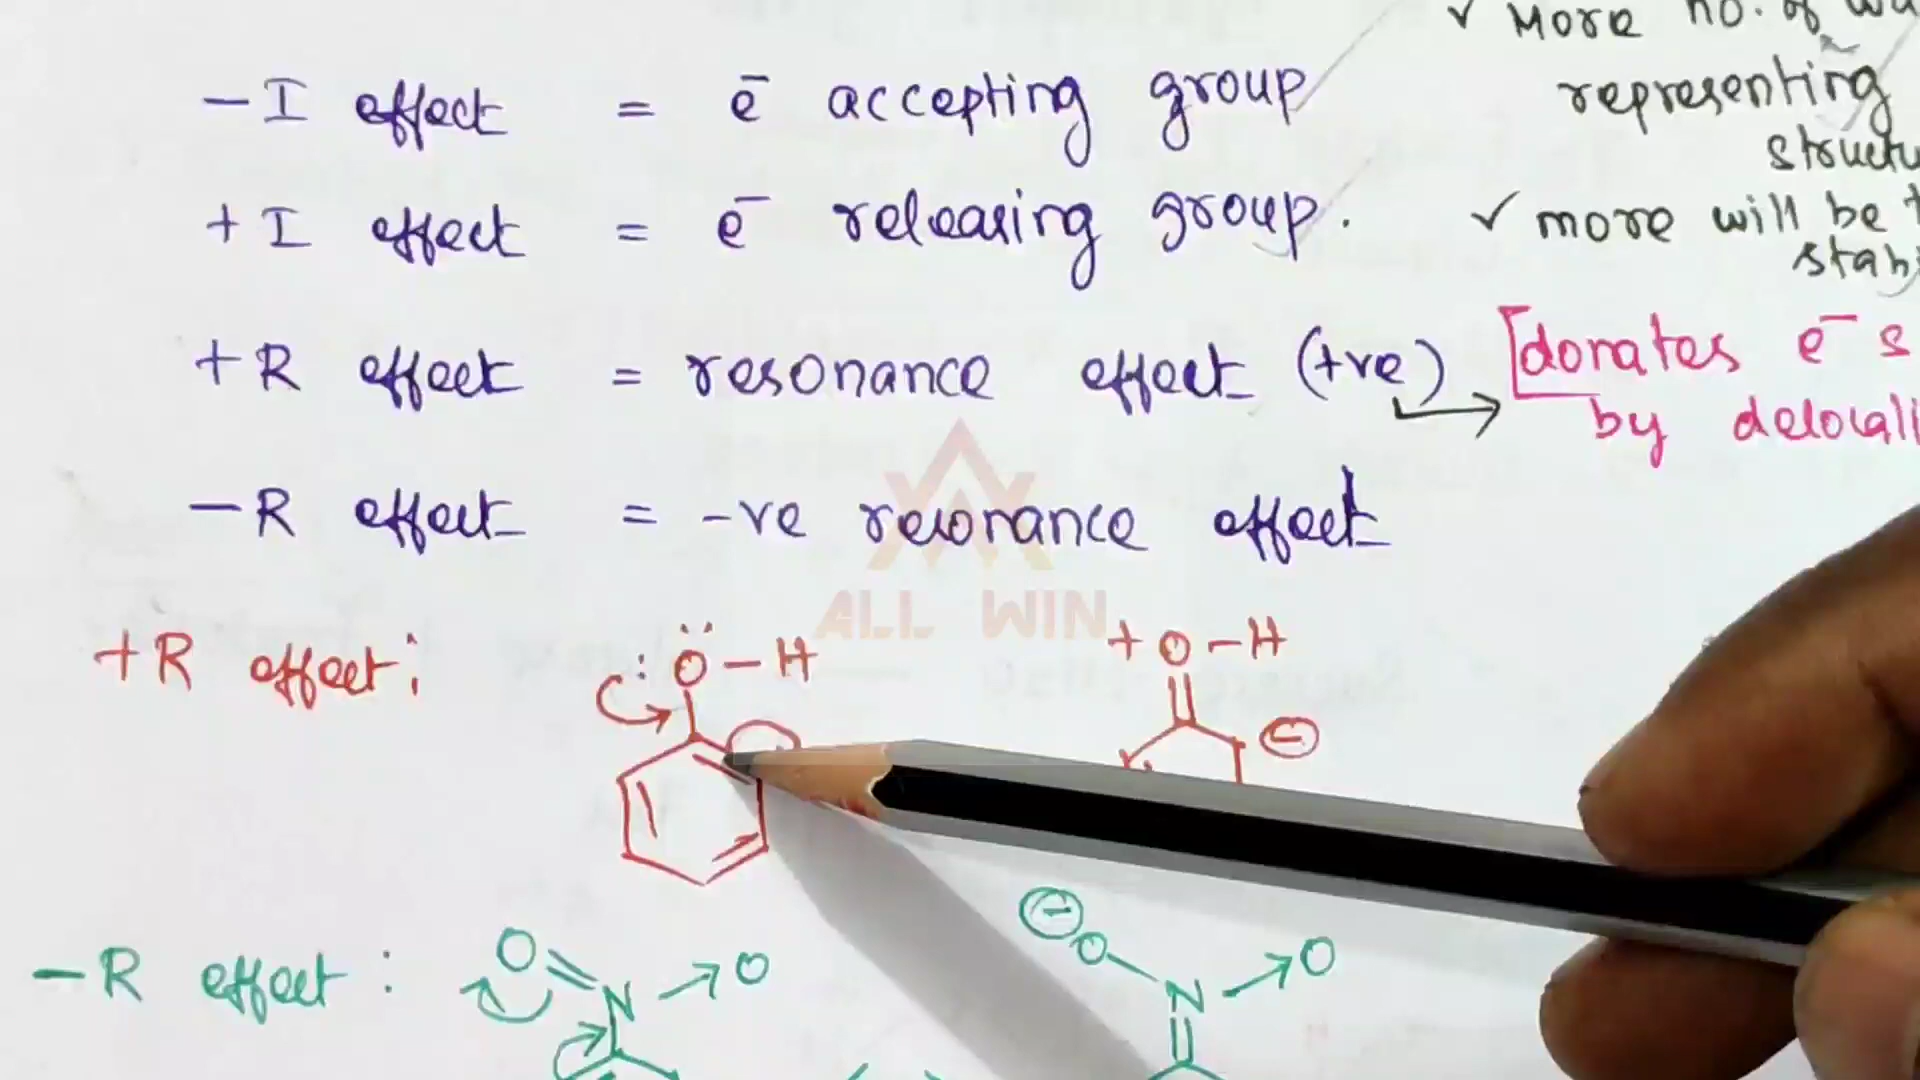 ✓ More no. of
representing
✓ more will be
- I effect = e⁻ accepting group
+ I effect = e⁻ releasing group.
+ R effect = resonance effect (+ve) → [donates e⁻s
by
- R effect = -ve resonance effect
ALL WIN
+R effect: :Ö - H
+ O - H
⊖
- R effect : O = N → O
⊖ O - N → O